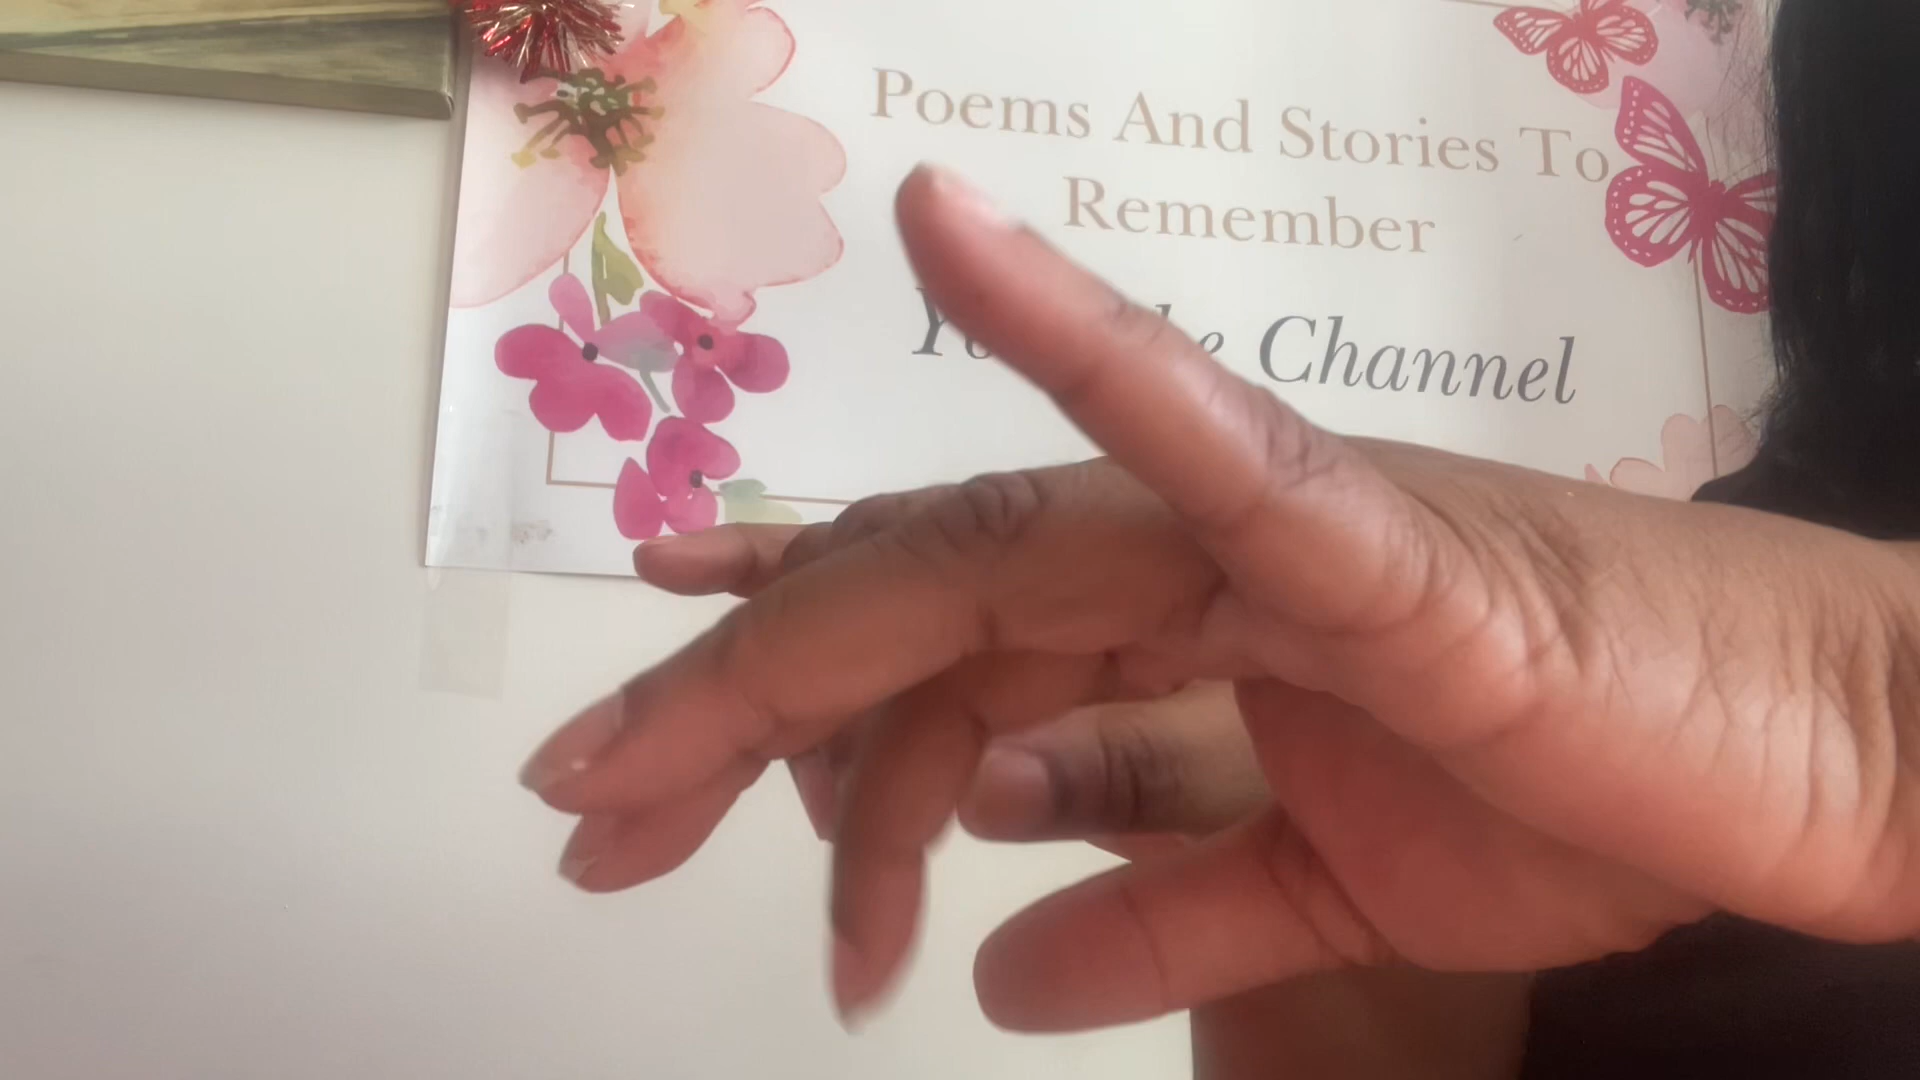 Poems And Stories To
Remember
Channel